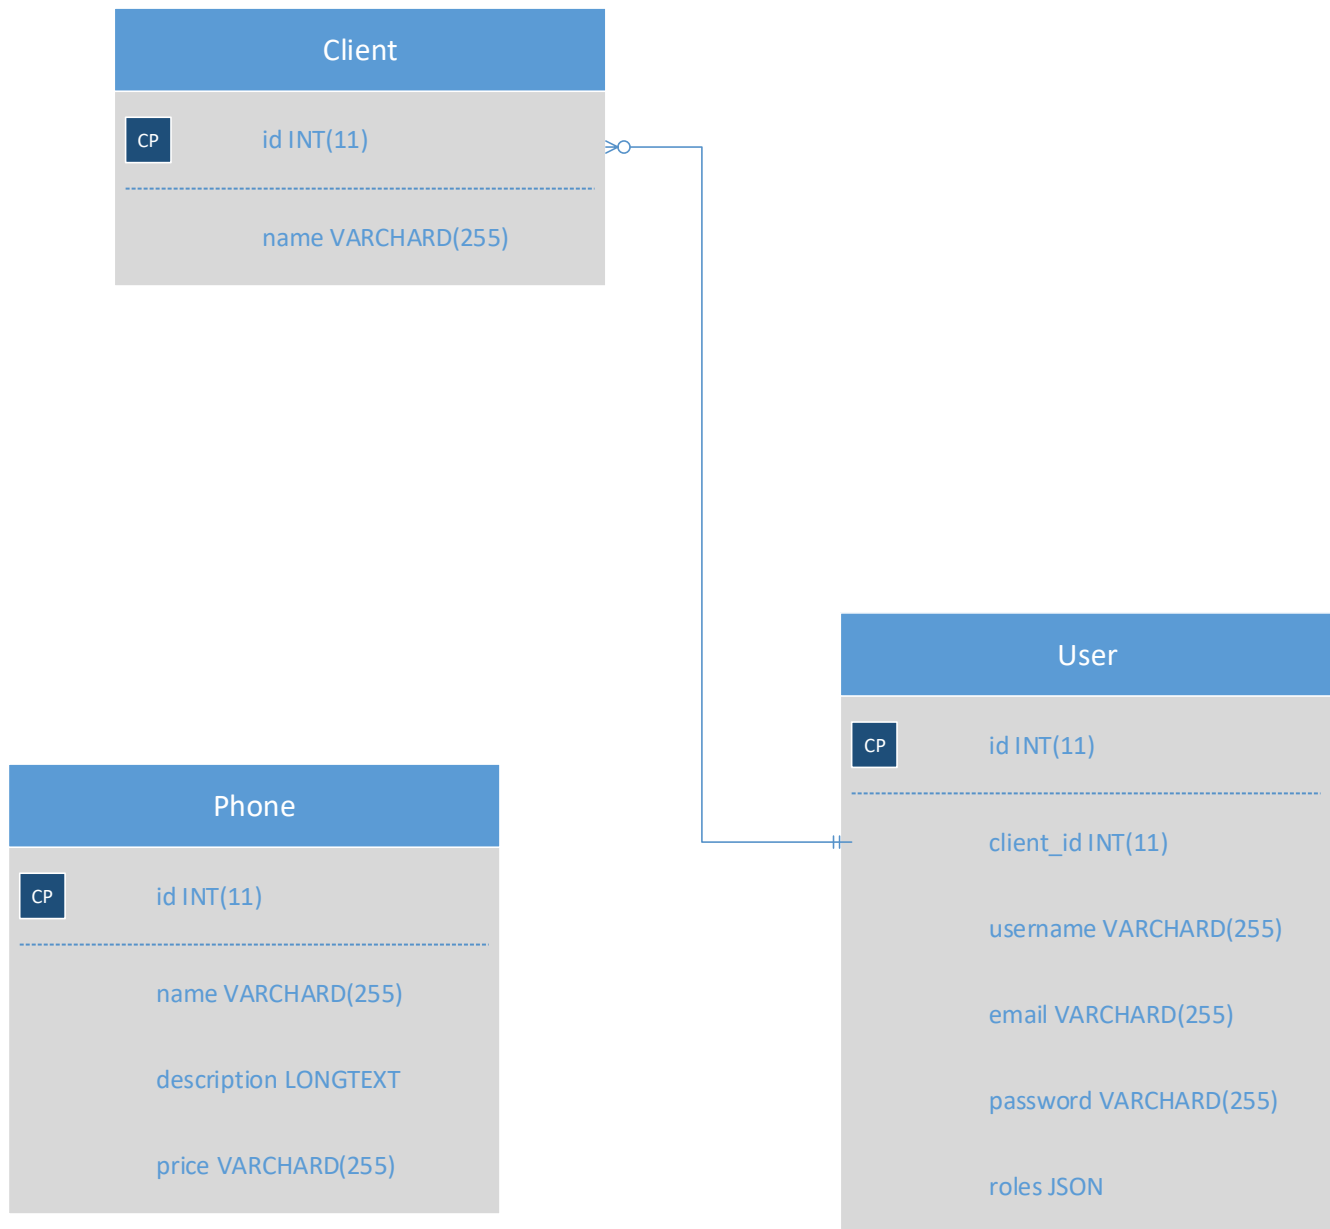 Client
CP id INT(11)
name VARCHARD(255)
User
CP id INT(11)
client_id INT(11)
username VARCHARD(255)
email VARCHARD(255)
password VARCHARD(255)
roles JSON
Phone
CP id INT(11)
name VARCHARD(255)
description LONGTEXT
price VARCHARD(255)